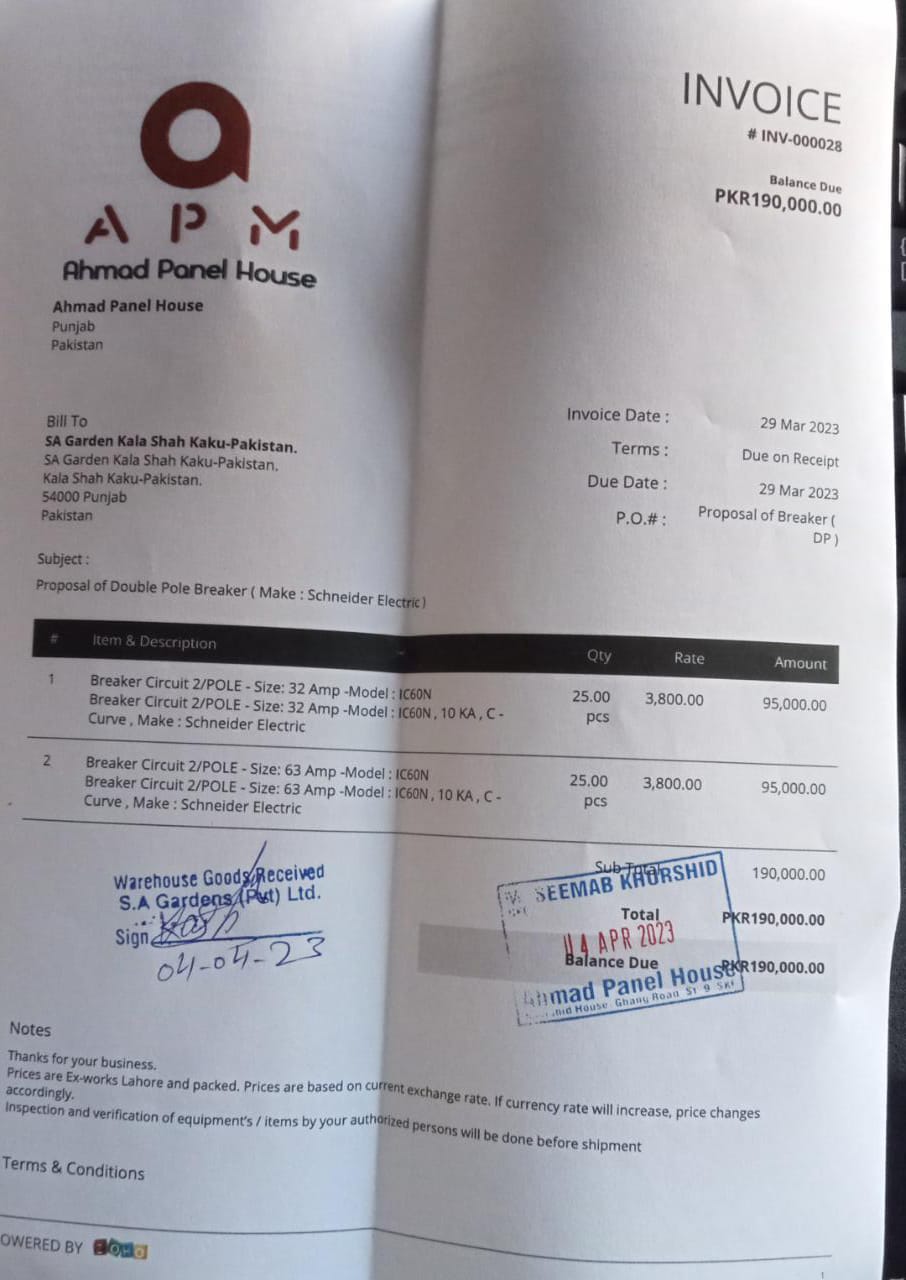 INVOICE
# INV-000028
Balance Due
PKR190,000.00
APM
Ahmad Panel House
Ahmad Panel House
Punjab
Pakistan
Bill To
SA Garden Kala Shah Kaku-Pakistan.
SA Garden Kala Shah Kaku-Pakistan.
Kala Shah Kaku-Pakistan.
54000 Punjab
Pakistan
Invoice Date : 29 Mar 2023
Terms : Due on Receipt
Due Date : 29 Mar 2023
P.O.# : Proposal of Breaker (
DP )
Subject :
Proposal of Double Pole Breaker ( Make : Schneider Electric )
# Item & Description Qty Rate Amount
1 Breaker Circuit 2/POLE - Size: 32 Amp -Model : IC60N 25.00 3,800.00 95,000.00
Breaker Circuit 2/POLE - Size: 32 Amp -Model : IC60N , 10 KA , C - pcs
Curve , Make : Schneider Electric
2 Breaker Circuit 2/POLE - Size: 63 Amp -Model : IC60N 25.00 3,800.00 95,000.00
Breaker Circuit 2/POLE - Size: 63 Amp -Model : IC60N , 10 KA , C - pcs
Curve , Make : Schneider Electric
Sub Total 190,000.00
Total PKR190,000.00
Balance Due PKR190,000.00
Warehouse Goods Received
S.A Gardens (Pvt) Ltd.
Sign
04-04-23
SEEMAB KHURSHID
04 APR 2023
Ahmad Panel House
House Ghany Road St 9
Notes
Thanks for your business.
Prices are Ex-works Lahore and packed. Prices are based on current exchange rate. If currency rate will increase, price changes
accordingly.
Inspection and verification of equipment's / items by your authorized persons will be done before shipment
Terms & Conditions
OWERED BY ZOHO
1